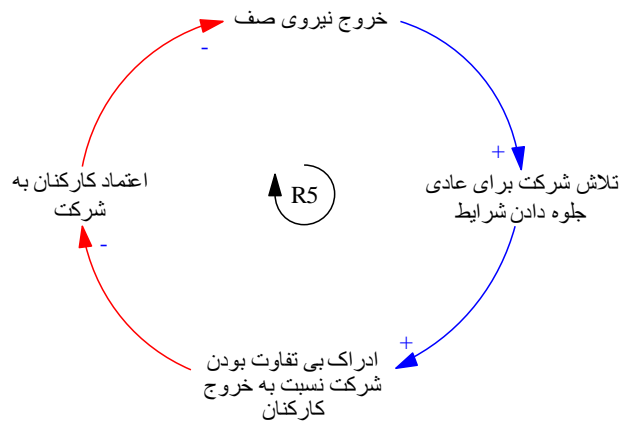 خروج نیروی صف
-
+
اعتماد کارکنان به
شرکت
R5
تلاش شرکت برای عادی
جلوه دادن شرایط
-
+
ادراک بی تفاوت بودن
شرکت نسبت به خروج
کارکنان